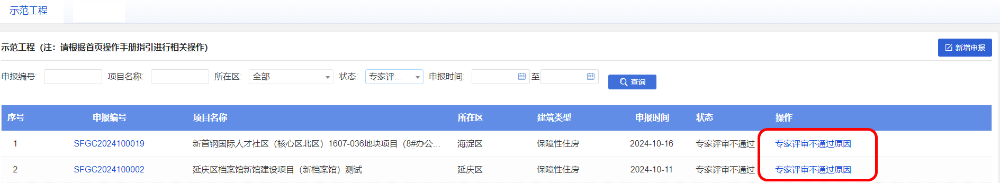 示范工程
示范工程（注：请根据首页操作手册指引进行相关操作）
新增申报
申报编号: 项目名称: 所在区: 全部 状态: 专家评... 申报时间: 至 查询
序号 申报编号 项目名称 所在区 建筑类型 申报时间 状态 操作
1 SFGC2024100019 新首钢国际人才社区（核心区北区）1607-036地块项目（8#办公... 海淀区 保障性住房 2024-10-16 专家评审不通过 专家评审不通过原因
2 SFGC2024100002 延庆区档案馆新馆建设项目（新档案馆）测试 延庆区 保障性住房 2024-10-11 专家评审不通过 专家评审不通过原因